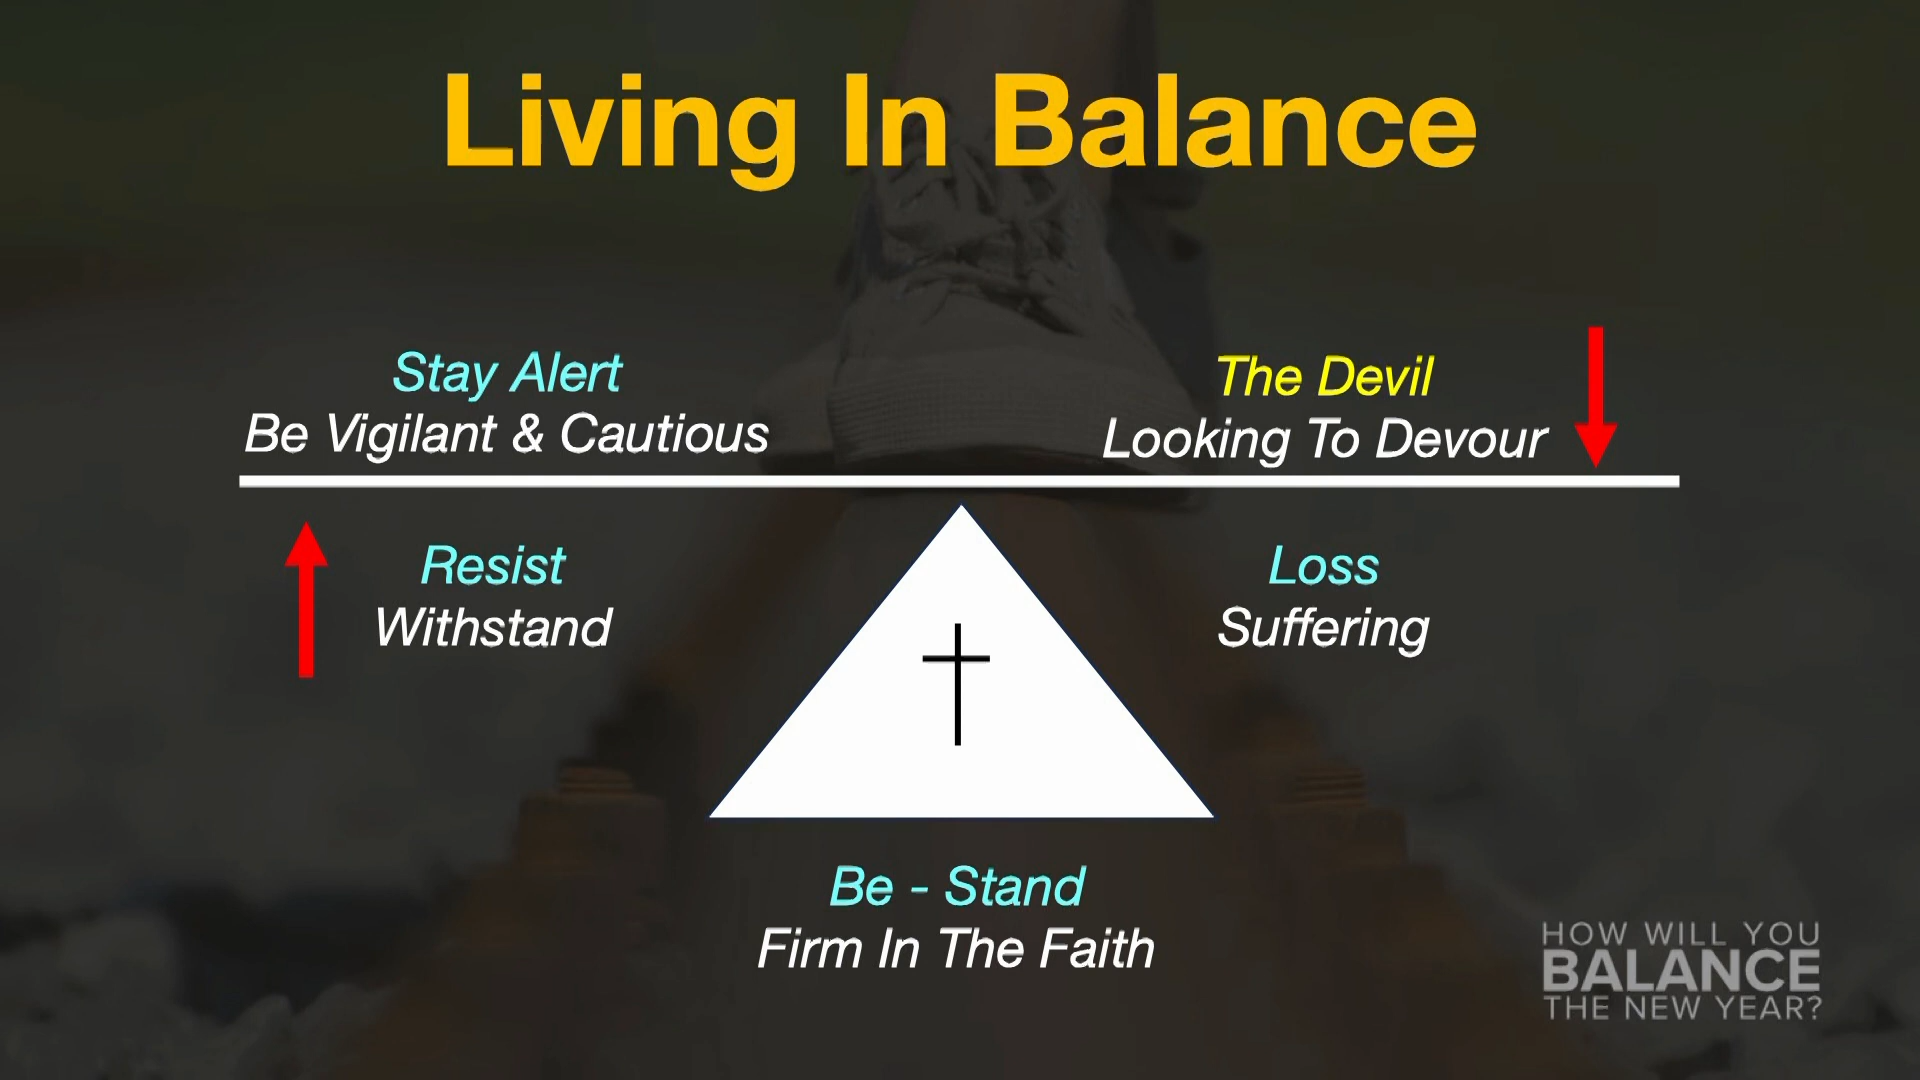 Living In Balance
Stay Alert
Be Vigilant & Cautious
The Devil
Looking To Devour
Resist
Withstand
Loss
Suffering
Be - Stand
Firm In The Faith
HOW WILL YOU
BALANCE
THE NEW YEAR?